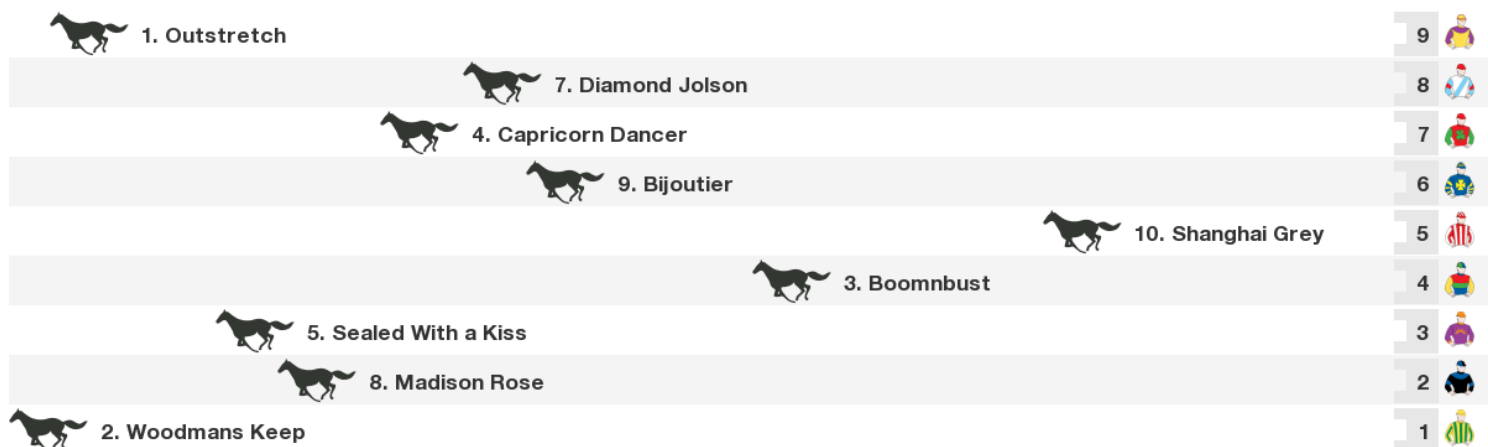 1. Outstretch 9
7. Diamond Jolson 8
4. Capricorn Dancer 7
9. Bijoutier 6
10. Shanghai Grey 5
3. Boomnbust 4
5. Sealed With a Kiss 3
8. Madison Rose 2
2. Woodmans Keep 1